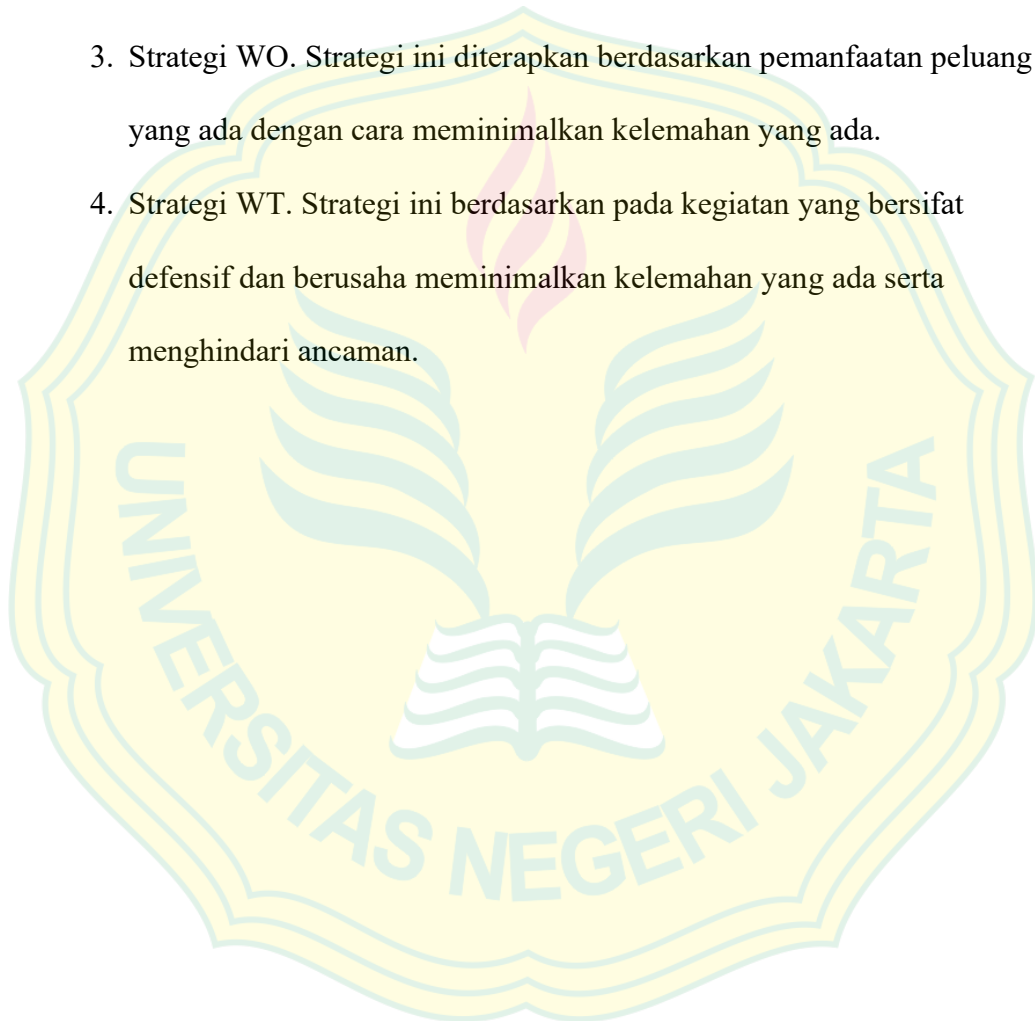 3. Strategi WO. Strategi ini diterapkan berdasarkan pemanfaatan peluang
yang ada dengan cara meminimalkan kelemahan yang ada.
4. Strategi WT. Strategi ini berdasarkan pada kegiatan yang bersifat
defensif dan berusaha meminimalkan kelemahan yang ada serta
menghindari ancaman.
UNIVERSITAS NEGERI JAKARTA